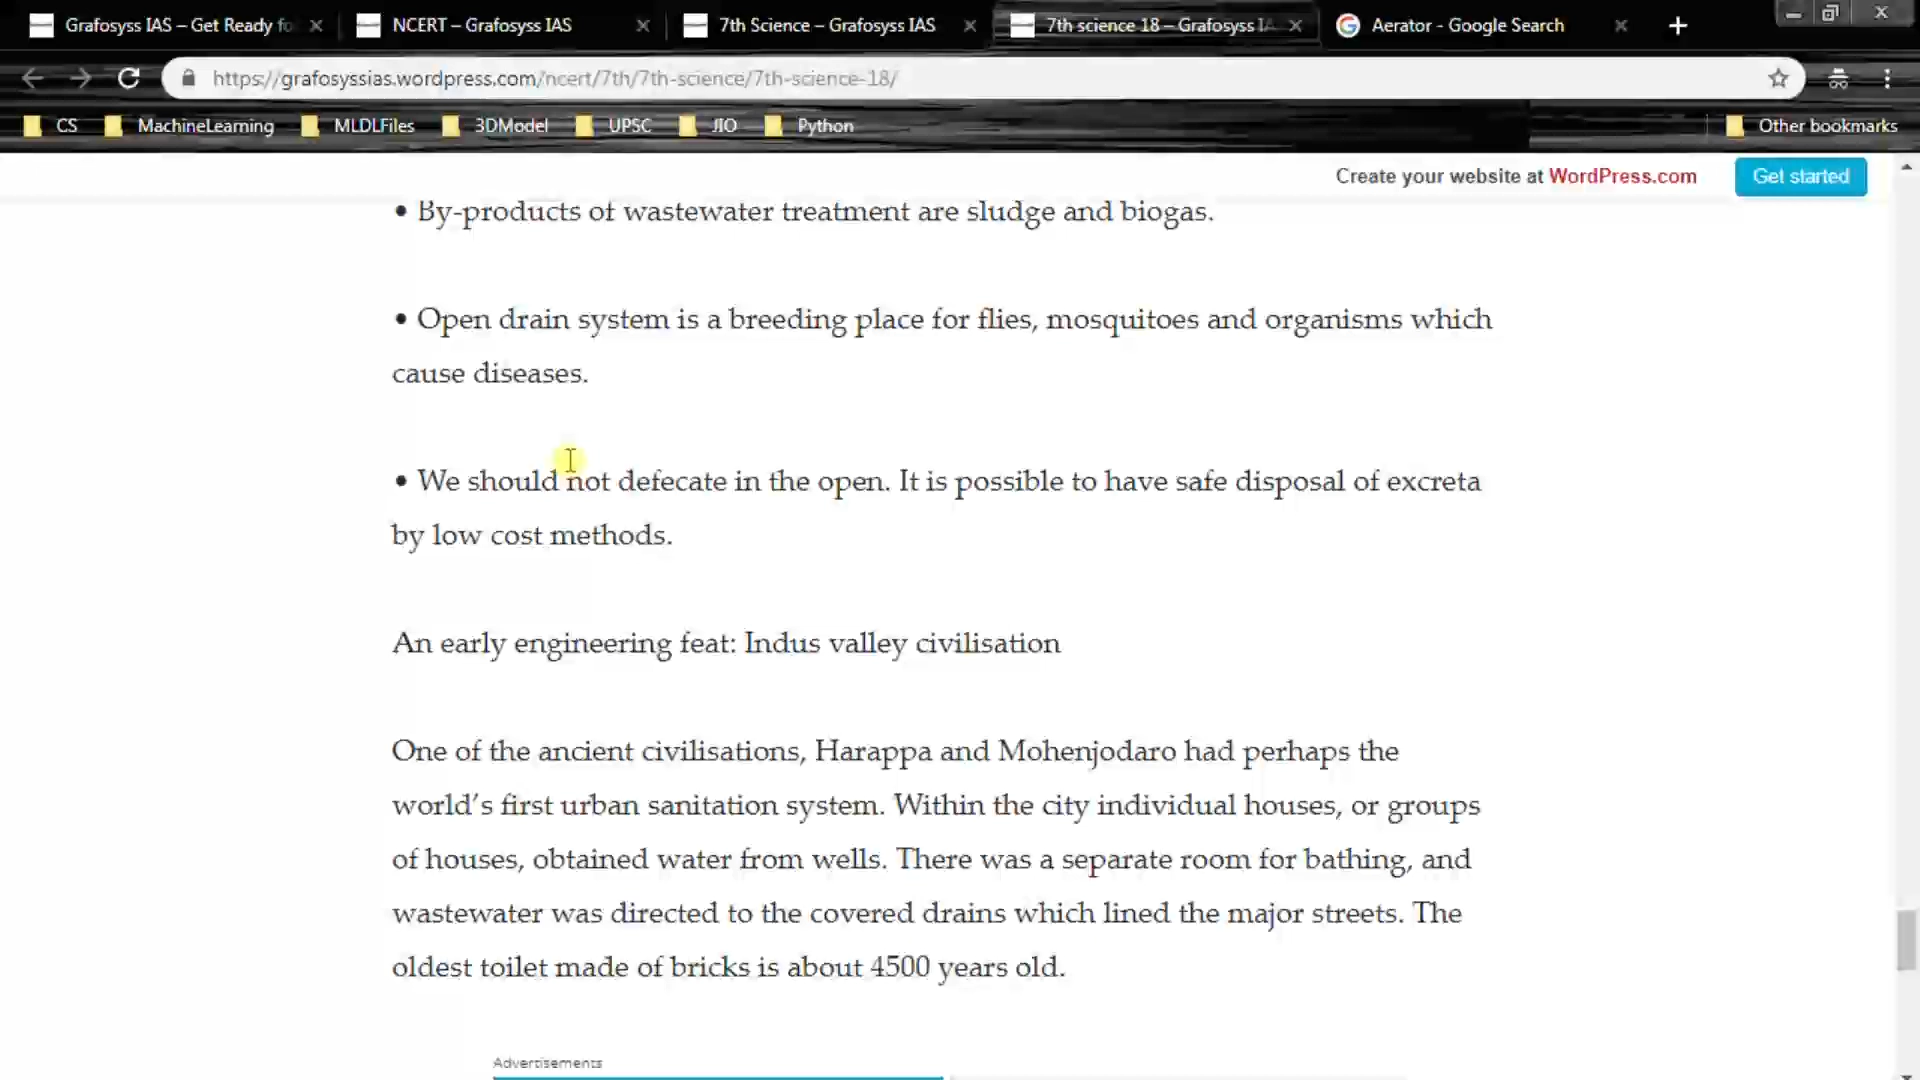 Grafosyss IAS – Get Ready fo
NCERT – Grafosyss IAS
7th Science – Grafosyss IAS
7th science 18 – Grafosyss IA
Aerator - Google Search
https://grafosyssias.wordpress.com/ncert/7th/7th-science/7th-science-18/
CS
MachineLearning
MLDLFiles
3DModel
UPSC
JIO
Python
Other bookmarks
Create your website at WordPress.com
Get started
• By-products of wastewater treatment are sludge and biogas.
• Open drain system is a breeding place for flies, mosquitoes and organisms which
cause diseases.
• We should not defecate in the open. It is possible to have safe disposal of excreta
by low cost methods.
An early engineering feat: Indus valley civilisation
One of the ancient civilisations, Harappa and Mohenjodaro had perhaps the
world’s first urban sanitation system. Within the city individual houses, or groups
of houses, obtained water from wells. There was a separate room for bathing, and
wastewater was directed to the covered drains which lined the major streets. The
oldest toilet made of bricks is about 4500 years old.
Advertisements